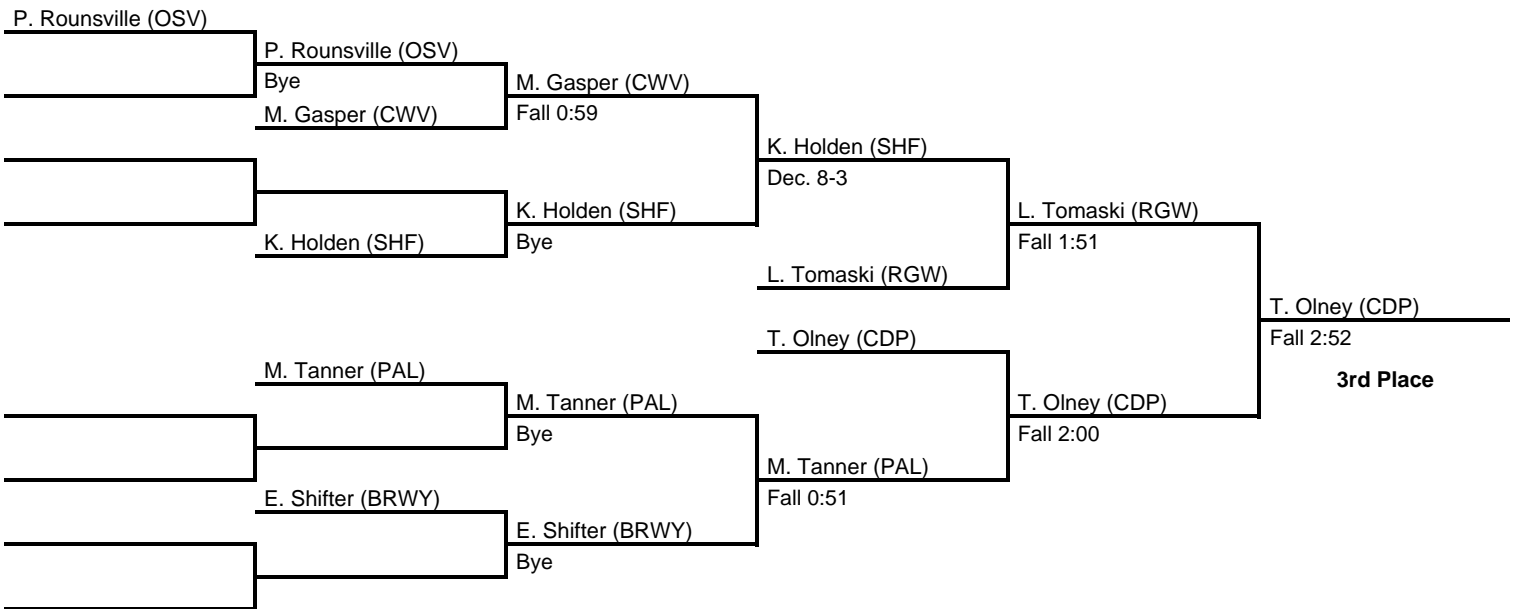 P. Rounsville (OSV)
P. Rounsville (OSV)
Bye
M. Gasper (CWV)
M. Gasper (CWV)
Fall 0:59
K. Holden (SHF)
Dec. 8-3
K. Holden (SHF)
Bye
K. Holden (SHF)
L. Tomaski (RGW)
Fall 1:51
L. Tomaski (RGW)
T. Olney (CDP)
Fall 2:52
3rd Place
T. Olney (CDP)
M. Tanner (PAL)
M. Tanner (PAL)
Bye
T. Olney (CDP)
Fall 2:00
M. Tanner (PAL)
Fall 0:51
E. Shifter (BRWY)
E. Shifter (BRWY)
Bye